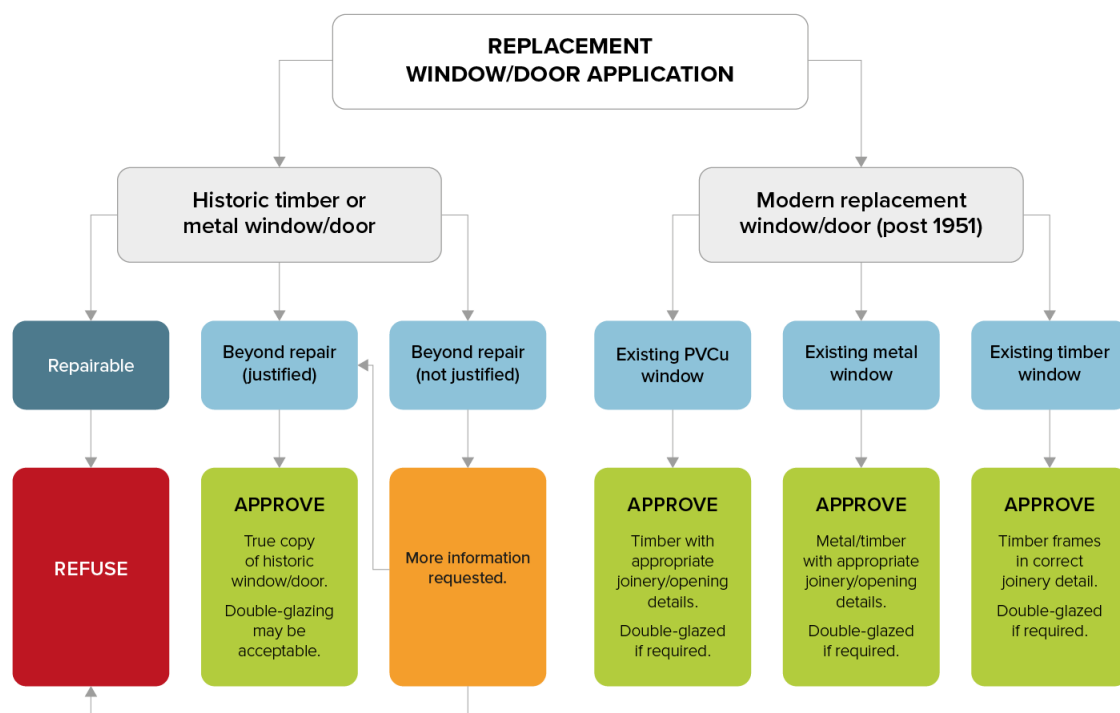 REPLACEMENT
WINDOW/DOOR APPLICATION
Historic timber or
metal window/door
Modern replacement
window/door (post 1951)
Repairable
Beyond repair
(justified)
Beyond repair
(not justified)
Existing PVCu
window
Existing metal
window
Existing timber
window
REFUSE
APPROVE
True copy
of historic
window/door.
Double-glazing
may be
acceptable.
More information
requested.
APPROVE
Timber with
appropriate
joinery/opening
details.
Double-glazed
if required.
APPROVE
Metal/timber
with appropriate
joinery/opening
details.
Double-glazed
if required.
APPROVE
Timber frames
in correct
joinery detail.
Double-glazed
if required.